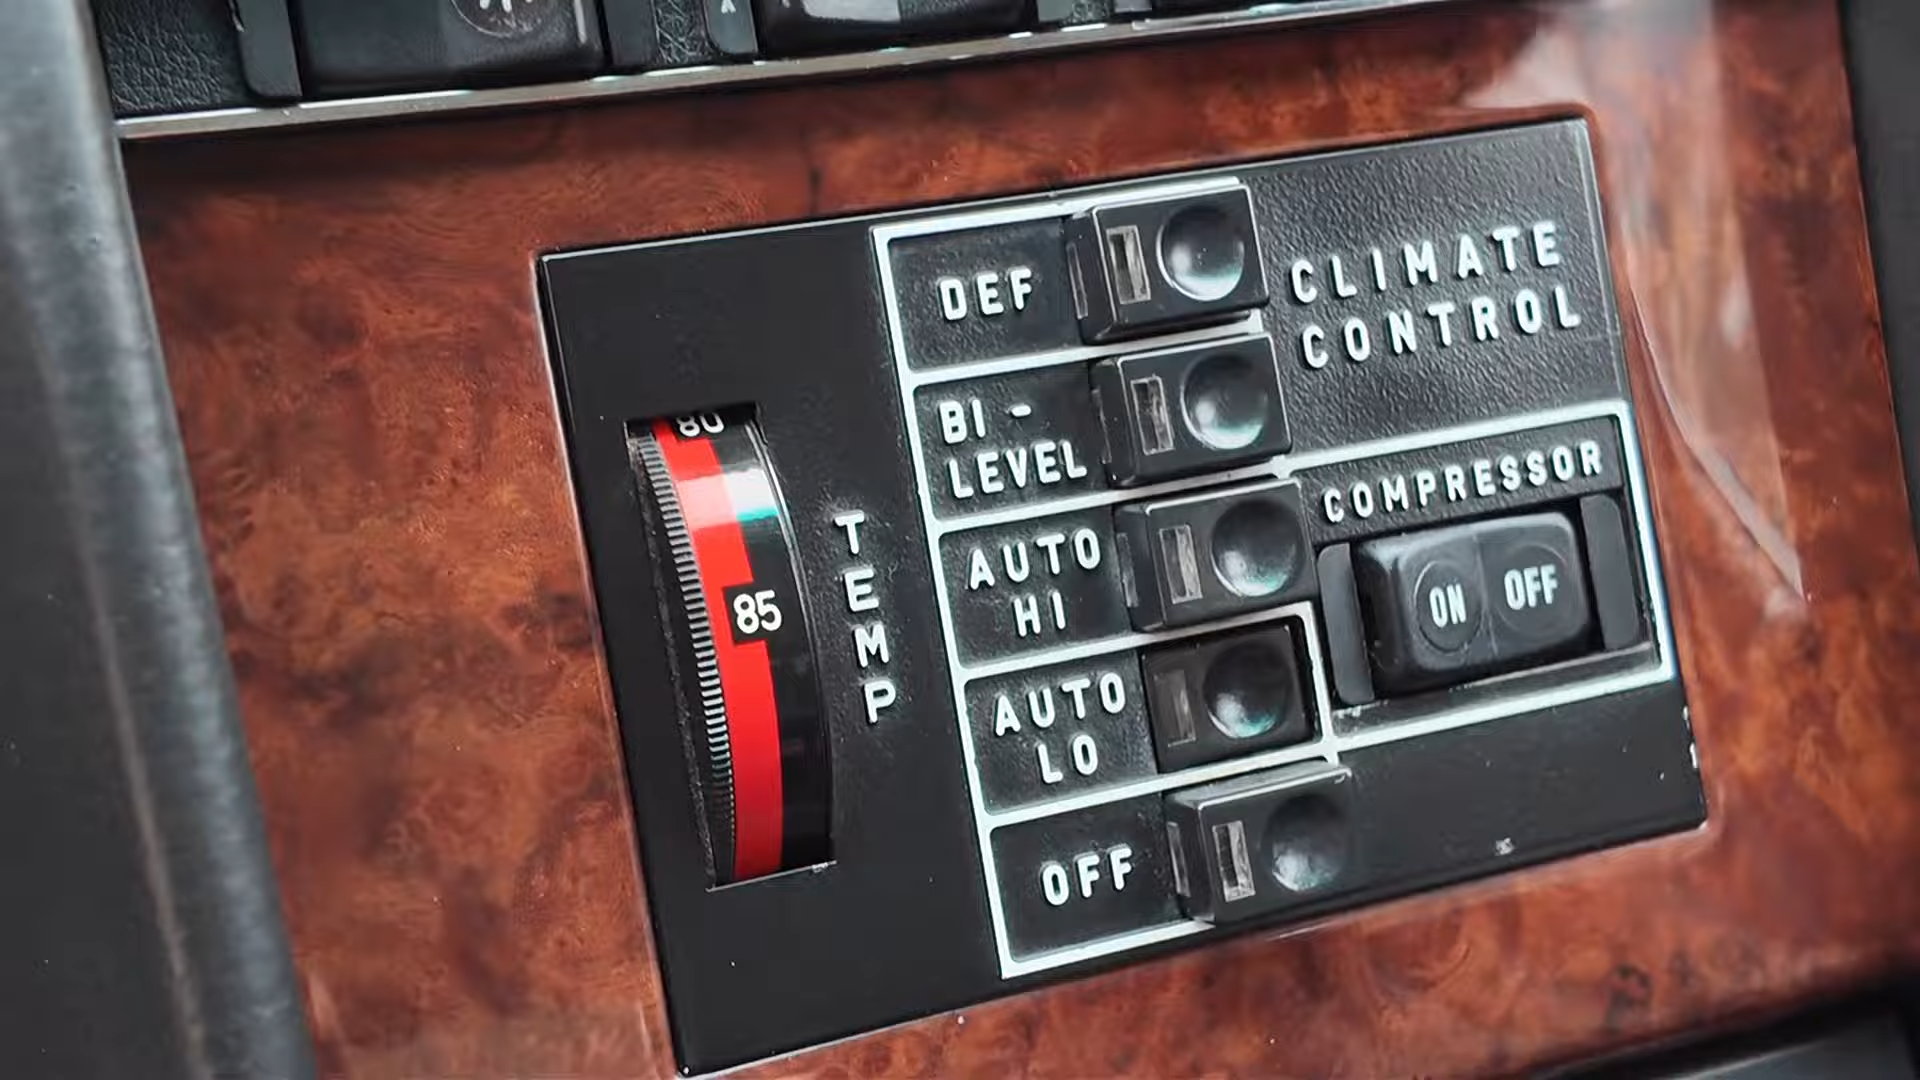 80
85
TEMP
DEF
BI -
LEVEL
AUTO
HI
AUTO
LO
OFF
CLIMATE
CONTROL
COMPRESSOR
ON OFF